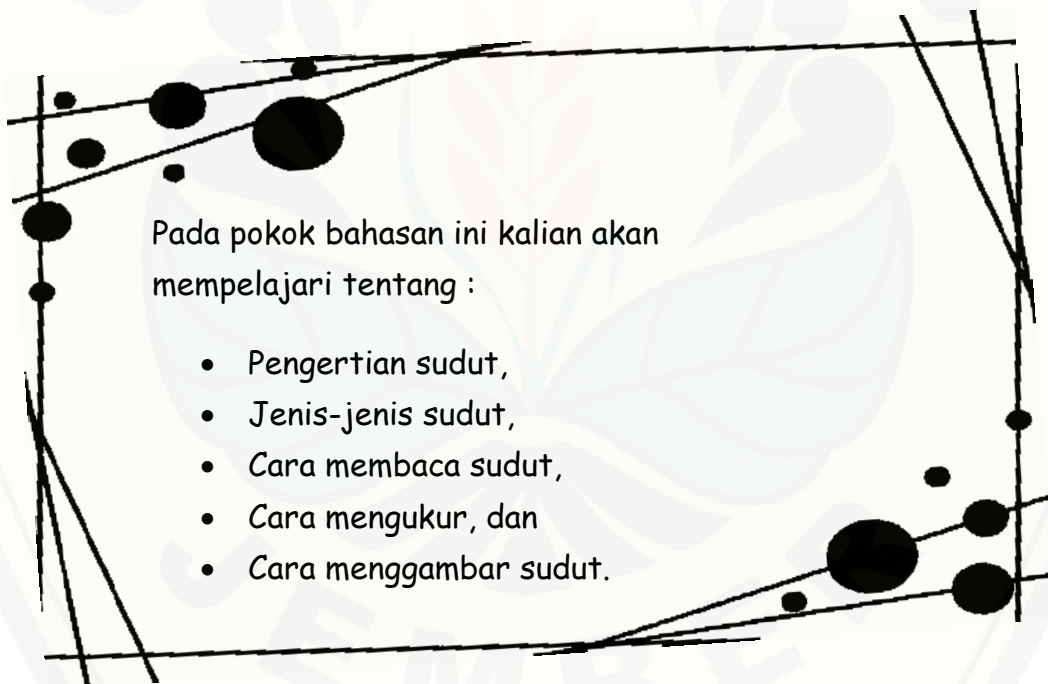 Pada pokok bahasan ini kalian akan
mempelajari tentang :
• Pengertian sudut,
• Jenis-jenis sudut,
• Cara membaca sudut,
• Cara mengukur, dan
• Cara menggambar sudut.
JEMBER